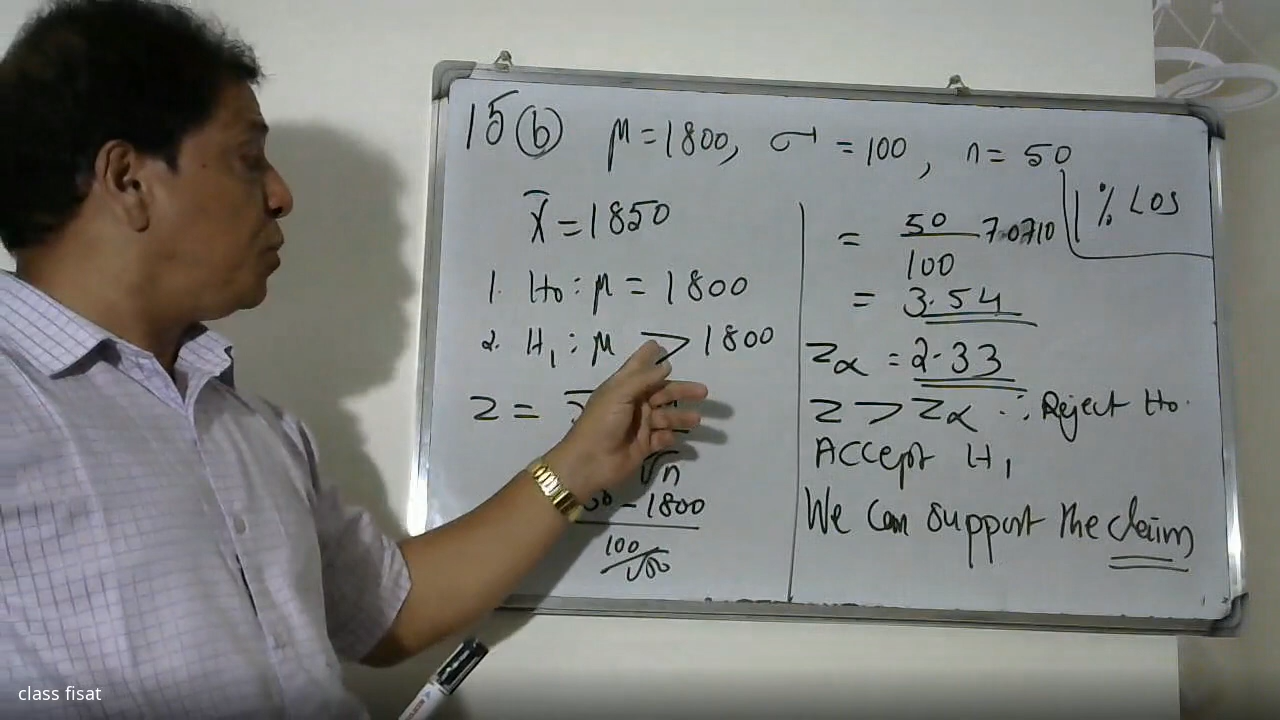 15 (b) μ = 1800, σ = 100, n = 50
1% LOS
X̄ = 1850
1. H₀ : μ = 1800
2. H₁ : μ > 1800
Z =
√n
- 1800
100/√50
= 50/100 7.0710
= 3.54
Zα = 2.33
Z > Zα ∴ Reject H₀.
Accept H₁
We Can support the claim
class fisat